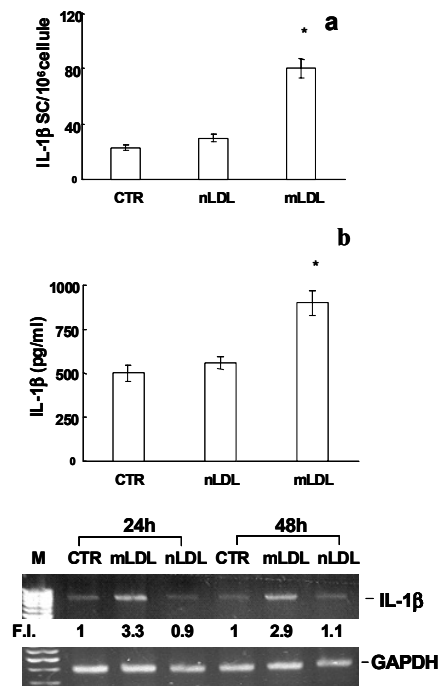 a
*
120
80
40
0
IL-1β SC/10⁶cellule
CTR nLDL mLDL
b
*
1000
750
500
250
0
IL-1β (pg/ml)
CTR nLDL mLDL
24h 48h
M CTR mLDL nLDL CTR mLDL nLDL
IL-1β
F.I. 1 3.3 0.9 1 2.9 1.1
GAPDH